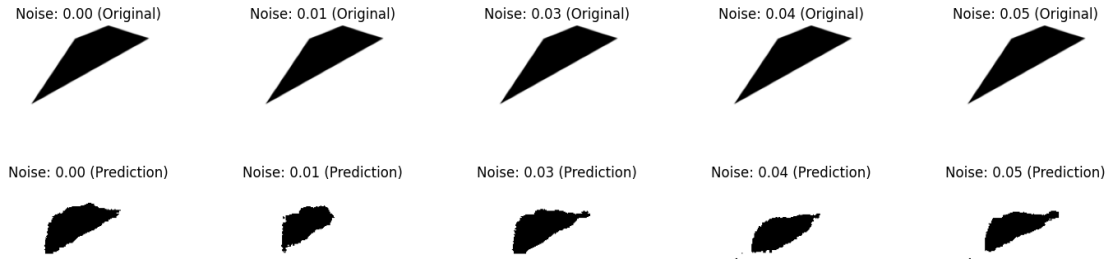 Noise: 0.00 (Original) Noise: 0.01 (Original) Noise: 0.03 (Original) Noise: 0.04 (Original) Noise: 0.05 (Original)
Noise: 0.00 (Prediction) Noise: 0.01 (Prediction) Noise: 0.03 (Prediction) Noise: 0.04 (Prediction) Noise: 0.05 (Prediction)